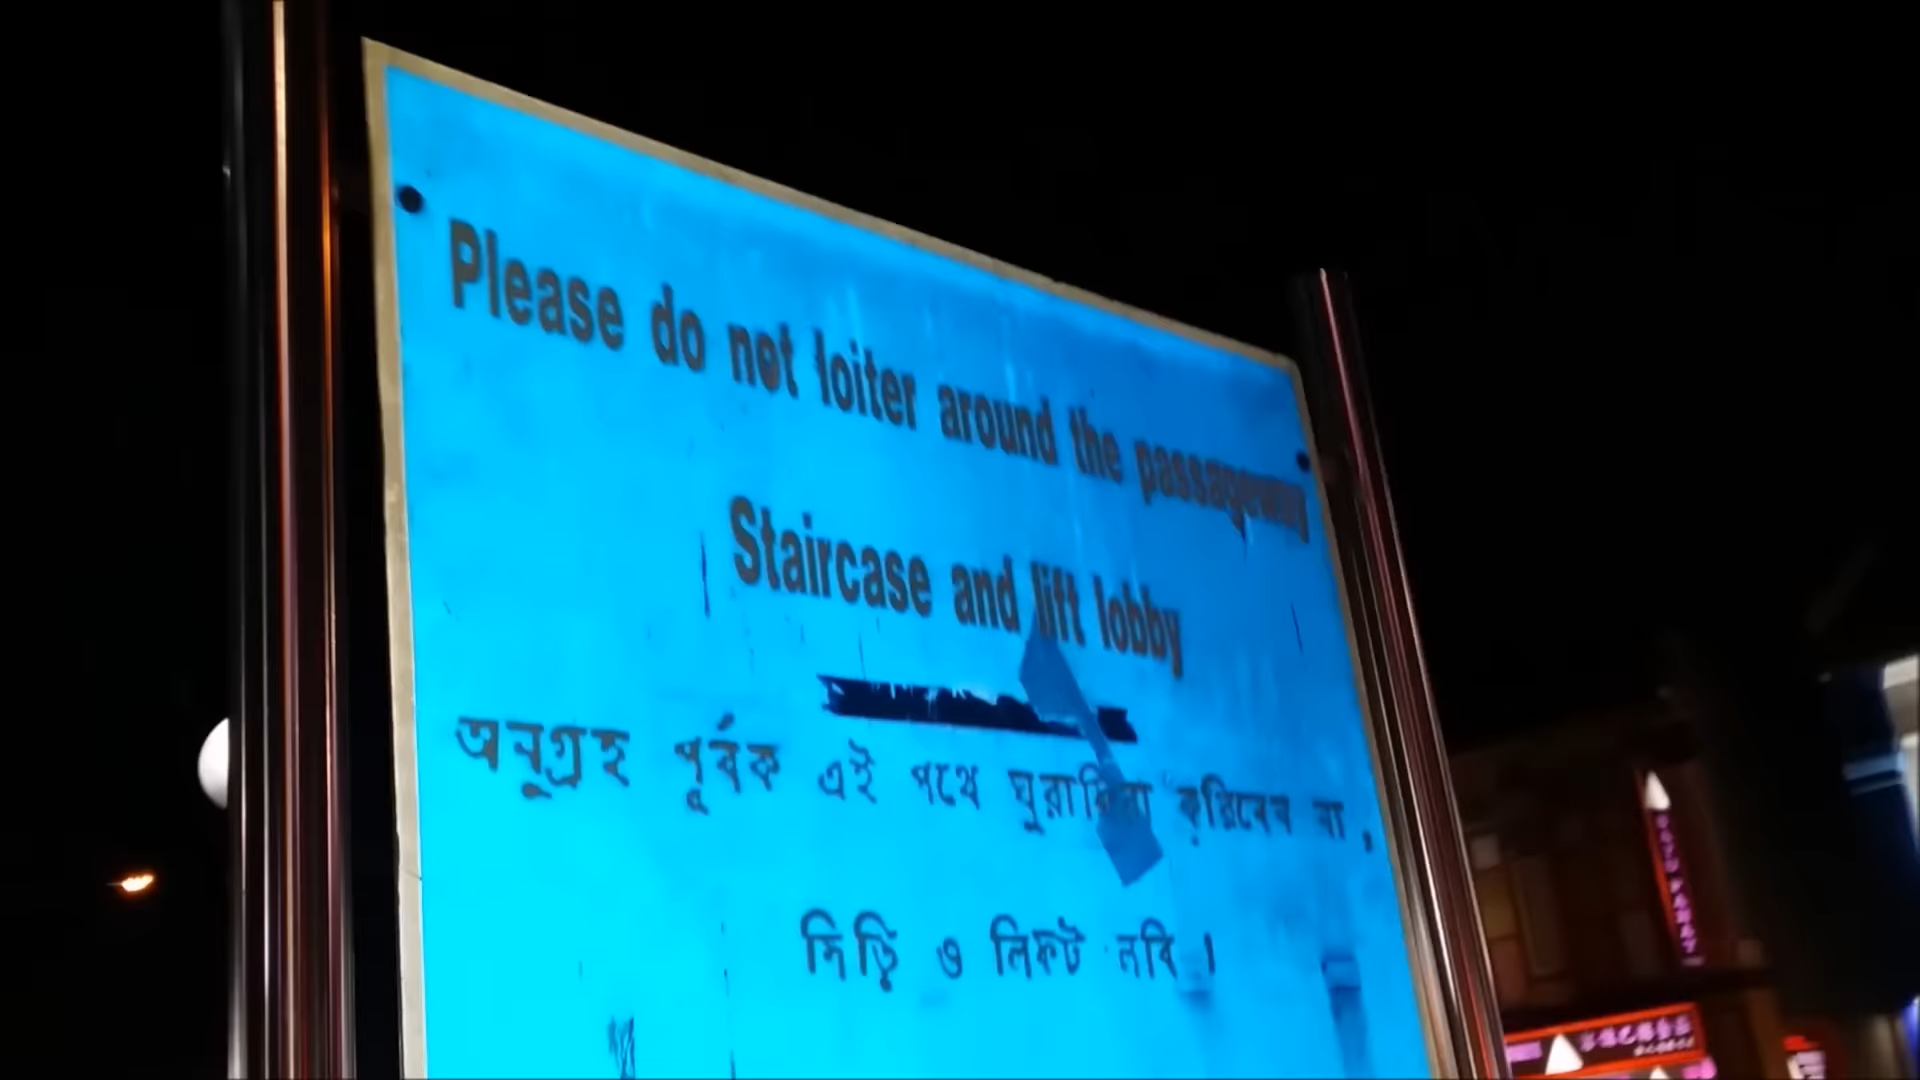 Please do not loiter around the passageway
Staircase and lift lobby
অনুগ্রহ পূর্বক এই পথে ঘুরাফিরা করিবেন না ,
সিড়ি ও লিফট লবি ।